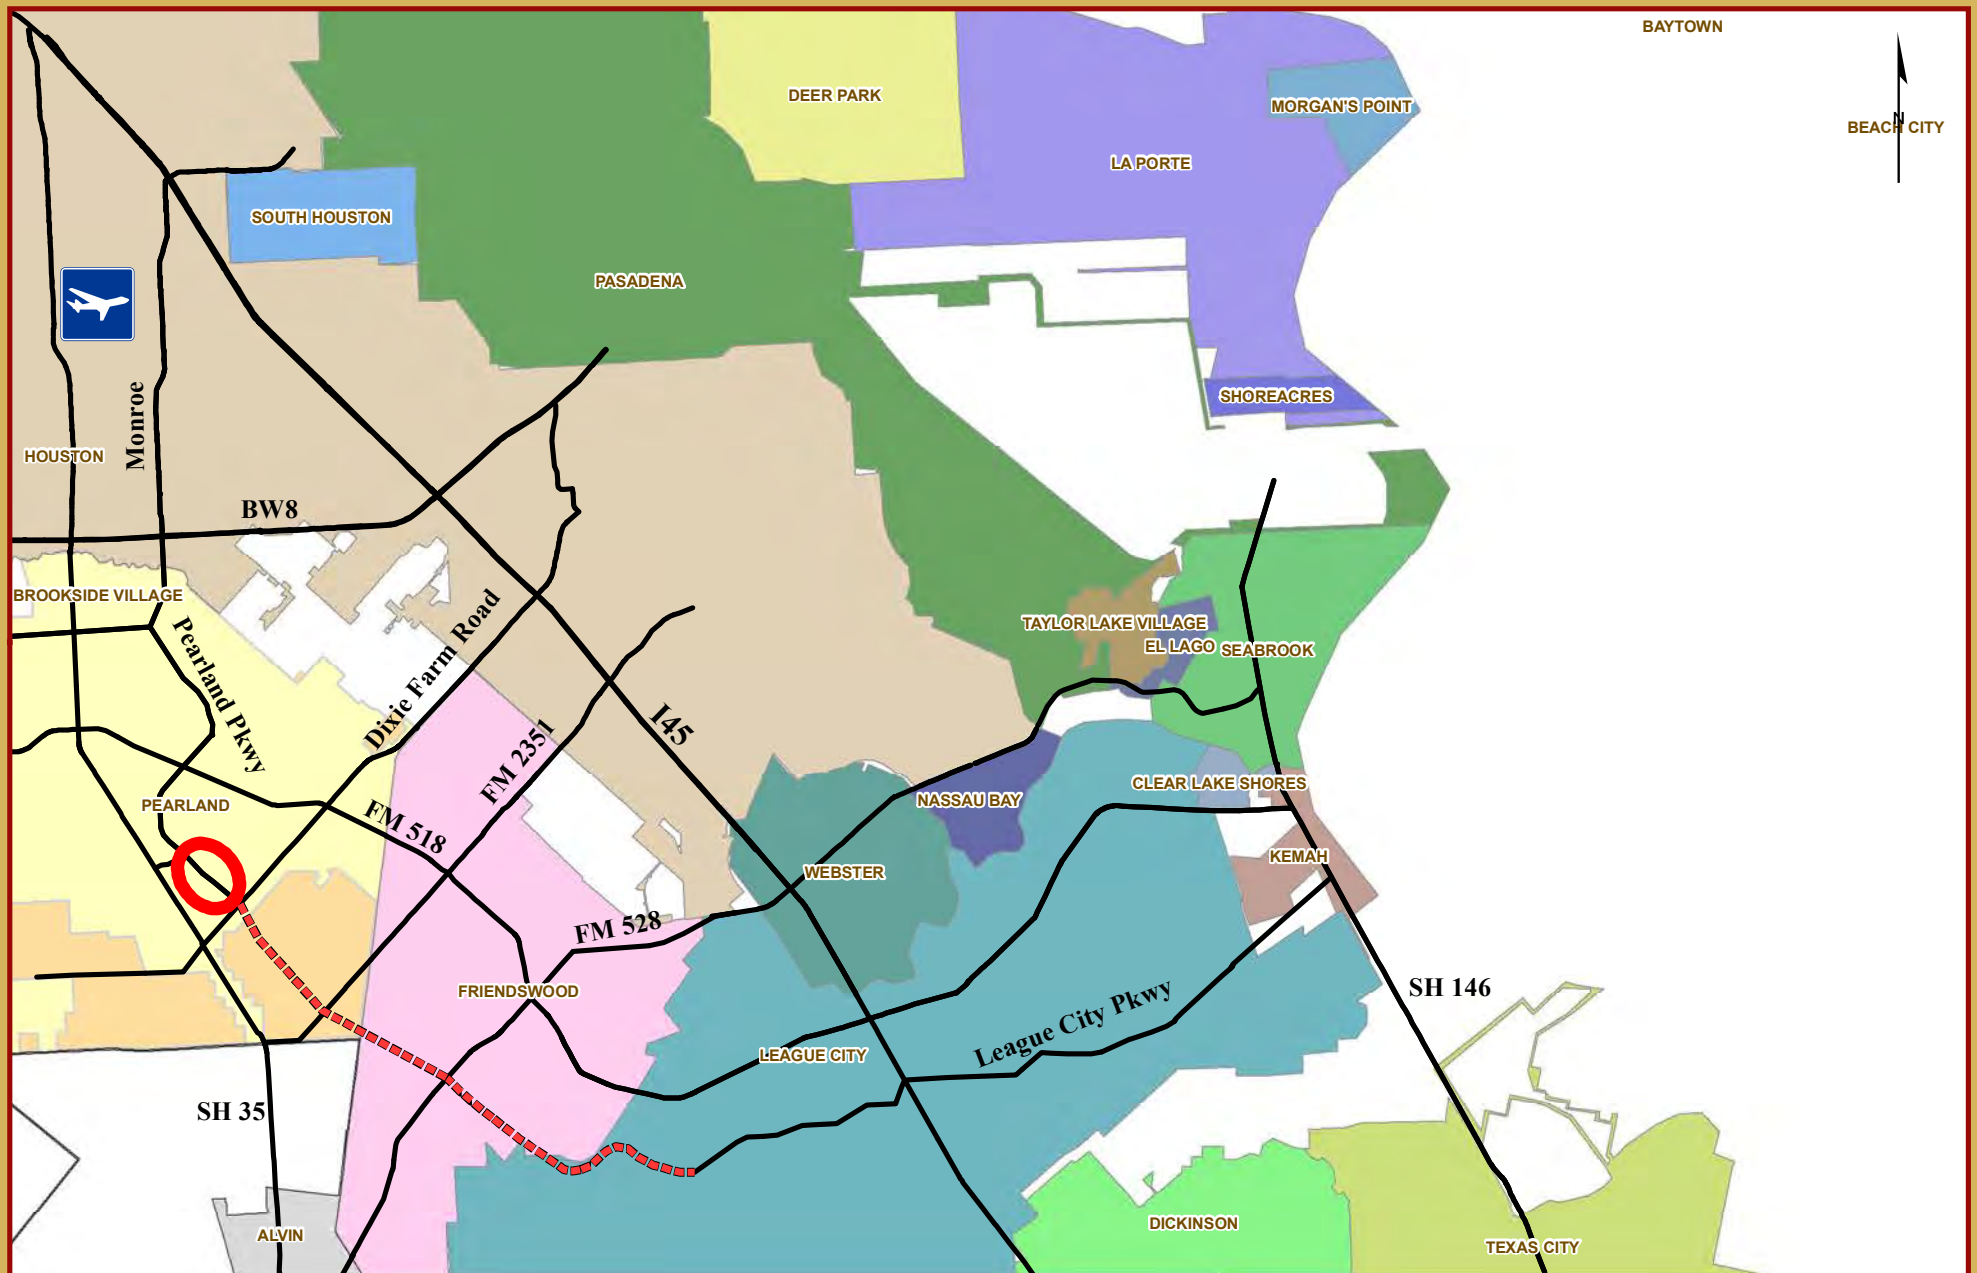 BAYTOWN
DEER PARK
MORGAN'S POINT
N
BEACH CITY
LA PORTE
SOUTH HOUSTON
PASADENA
Monroe
SHOREACRES
HOUSTON
BW8
BROOKSIDE VILLAGE
Pearland Pkwy
Dixie Farm Road
TAYLOR LAKE VILLAGE
EL LAGO
SEABROOK
I45
FM 2351
CLEAR LAKE SHORES
NASSAU BAY
PEARLAND
FM 518
KEMAH
WEBSTER
FM 528
FRIENDSWOOD
SH 146
League City Pkwy
LEAGUE CITY
SH 35
DICKINSON
ALVIN
TEXAS CITY